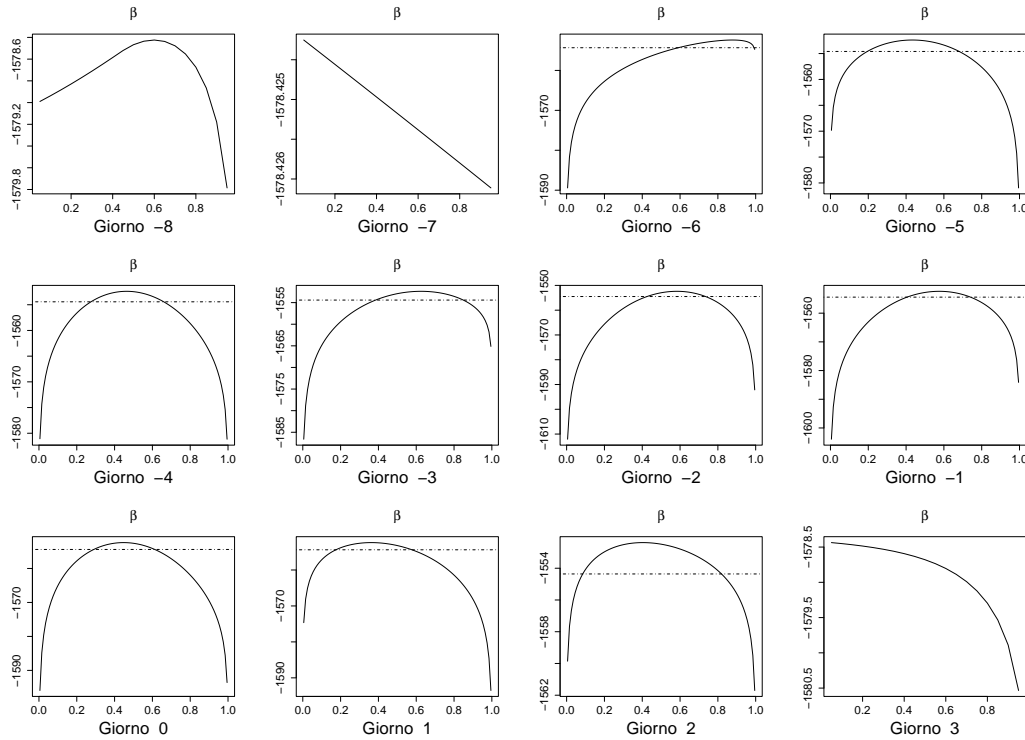 β β β β
−1579.8 −1579.2 −1578.6 −1578.6
0.2 0.4 0.6 0.8
Giorno −8
−1578.426 −1578.425
0.2 0.4 0.6 0.8
Giorno −7
−1590 −1570
0.0 0.2 0.4 0.6 0.8 1.0
Giorno −6
−1580 −1570 −1560
0.0 0.2 0.4 0.6 0.8 1.0
Giorno −5
β β β β
−1580 −1570 −1560
0.0 0.2 0.4 0.6 0.8 1.0
Giorno −4
−1585 −1575 −1565 −1555
0.0 0.2 0.4 0.6 0.8 1.0
Giorno −3
−1610 −1590 −1570 −1550
0.0 0.2 0.4 0.6 0.8 1.0
Giorno −2
−1600 −1580 −1560
0.0 0.2 0.4 0.6 0.8 1.0
Giorno −1
β β β β
−1590 −1570
0.0 0.2 0.4 0.6 0.8 1.0
Giorno 0
−1590 −1570
0.0 0.2 0.4 0.6 0.8 1.0
Giorno 1
−1562 −1558 −1554
0.0 0.2 0.4 0.6 0.8 1.0
Giorno 2
−1580.5 −1579.5 −1578.5
0.2 0.4 0.6 0.8
Giorno 3